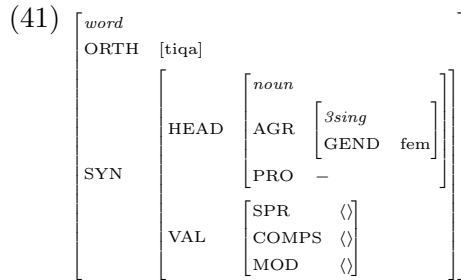 (41)
word
ORTH [tiqa]
SYN
HEAD
noun
AGR
3sing
GEND fem
PRO −
VAL
SPR ⟨⟩
COMPS ⟨⟩
MOD ⟨⟩